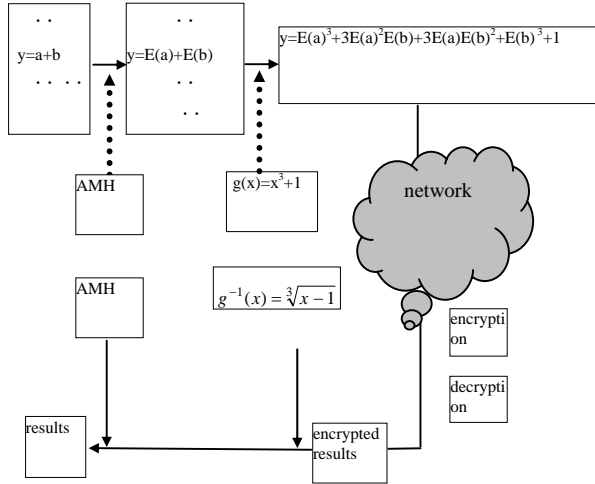 y=a+b
y=E(a)+E(b)
y=E(a)³+3E(a)²E(b)+3E(a)E(b)²+E(b)³+1
AMH
g(x)=x³+1
network
AMH
g⁻¹(x)=∛(x−1)
encrypti
on
decrypti
on
results
encrypted
results